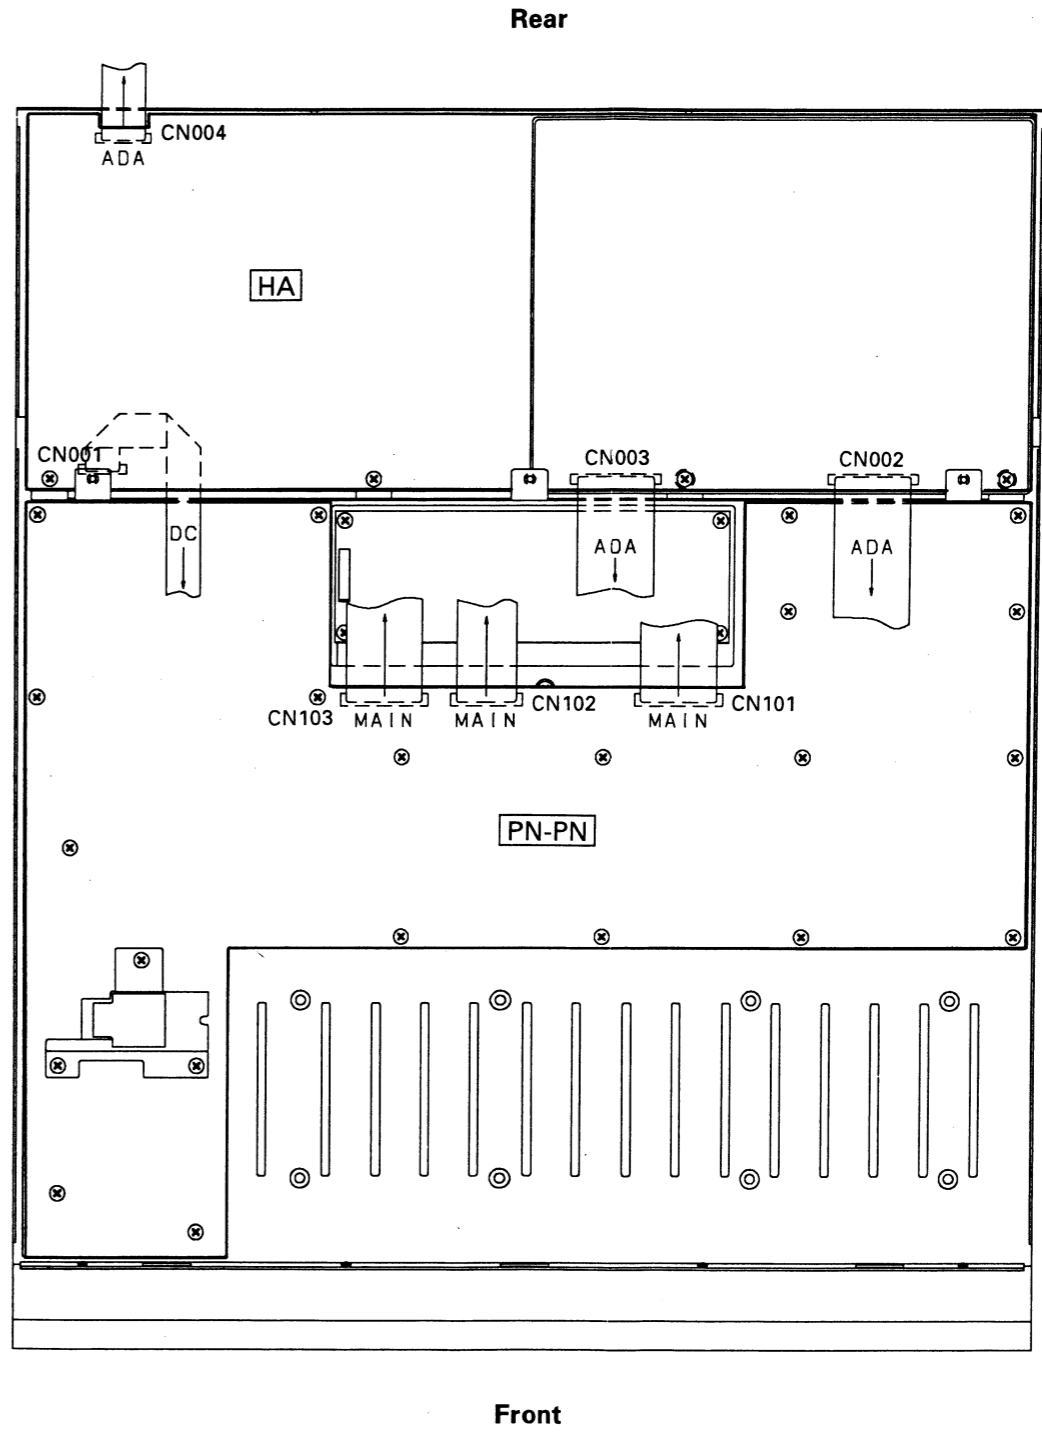 Rear
CN004
ADA
HA
CN001
CN003
CN002
DC
ADA
ADA
CN103
MAIN
MAIN
CN102
MAIN
CN101
PN-PN
Front